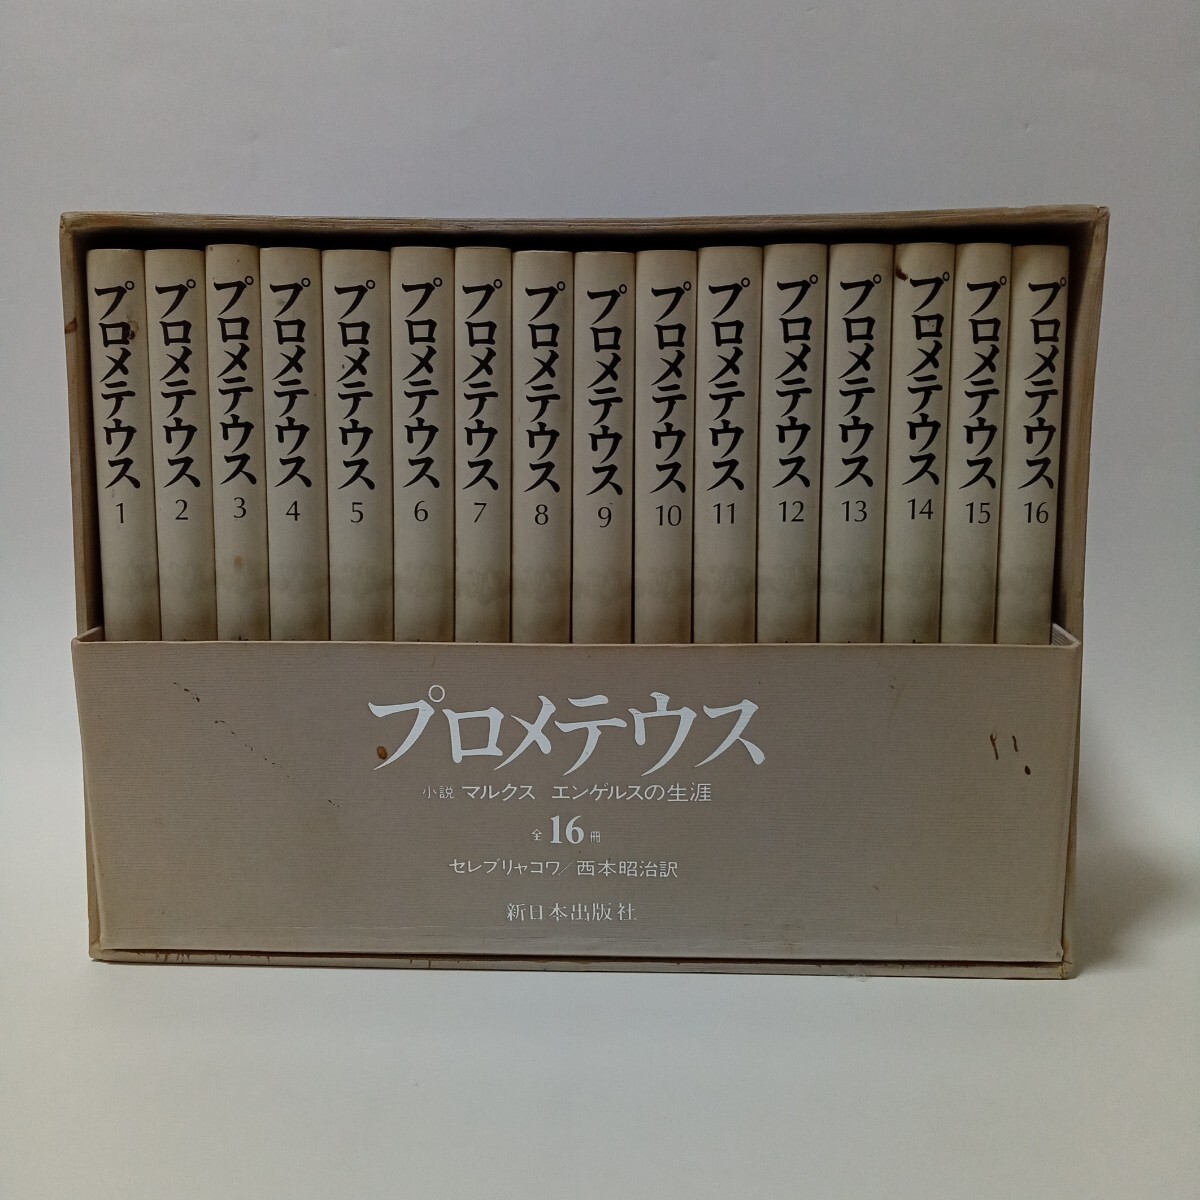 プロメテウス 1
プロメテウス 2
プロメテウス 3
プロメテウス 4
プロメテウス 5
プロメテウス 6
プロメテウス 7
プロメテウス 8
プロメテウス 9
プロメテウス 10
プロメテウス 11
プロメテウス 12
プロメテウス 13
プロメテウス 14
プロメテウス 15
プロメテウス 16
プロメテウス
小説 マルクス エンゲルスの生涯
全16冊
セレブリャコワ/西本昭治訳
新日本出版社